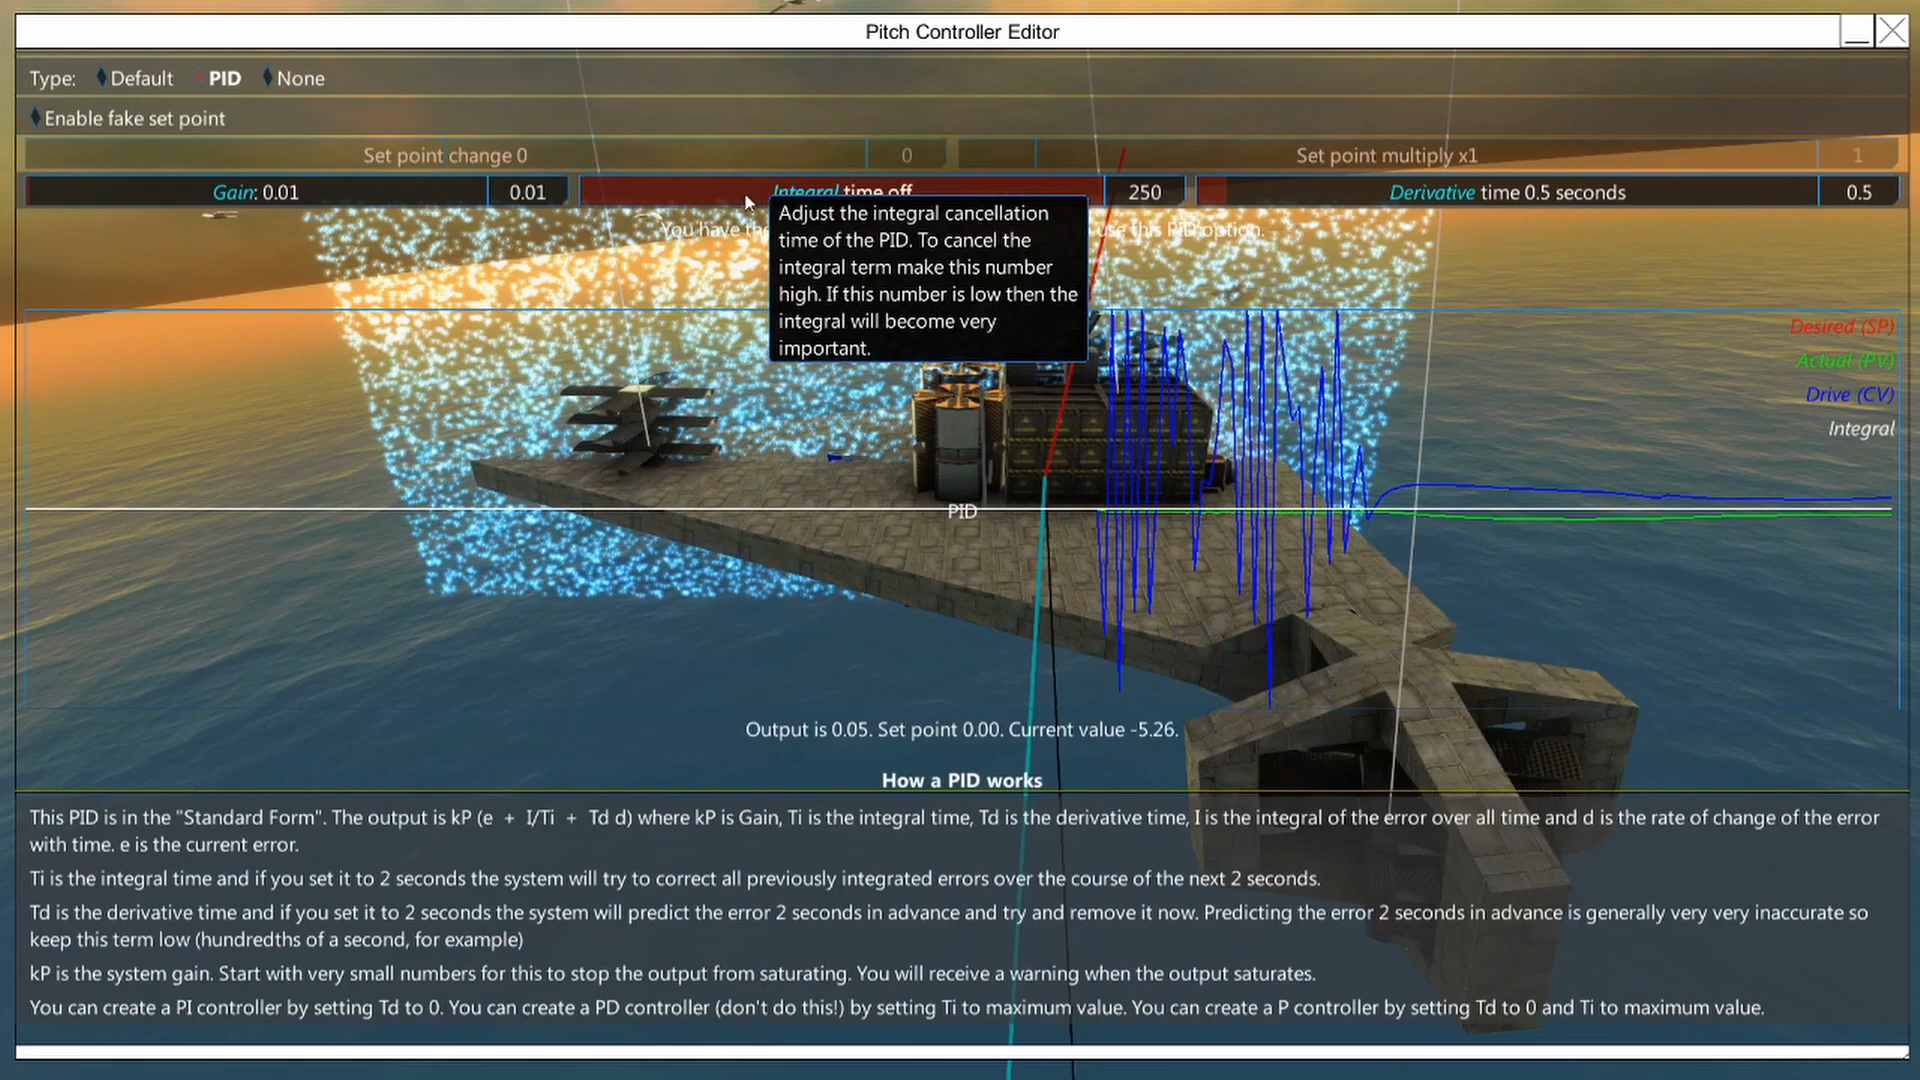 Pitch Controller Editor
Type: Default PID None
Enable fake set point
Set point change 0 0 Set point multiply x1 1
Gain: 0.01 0.01 Integral time off 250 Derivative time 0.5 seconds 0.5
Adjust the integral cancellation
time of the PID. To cancel the
integral term make this number
high. If this number is low then the
integral will become very
important.
You have the use this PID option.
Desired (SP)
Actual (PV)
Drive (CV)
Integral
PID
Output is 0.05. Set point 0.00. Current value -5.26.
How a PID works
This PID is in the "Standard Form". The output is kP (e + I/Ti + Td d) where kP is Gain, Ti is the integral time, Td is the derivative time, I is the integral of the error over all time and d is the rate of change of the error
with time. e is the current error.
Ti is the integral time and if you set it to 2 seconds the system will try to correct all previously integrated errors over the course of the next 2 seconds.
Td is the derivative time and if you set it to 2 seconds the system will predict the error 2 seconds in advance and try and remove it now. Predicting the error 2 seconds in advance is generally very very inaccurate so
keep this term low (hundredths of a second, for example)
kP is the system gain. Start with very small numbers for this to stop the output from saturating. You will receive a warning when the output saturates.
You can create a PI controller by setting Td to 0. You can create a PD controller (don't do this!) by setting Ti to maximum value. You can create a P controller by setting Td to 0 and Ti to maximum value.